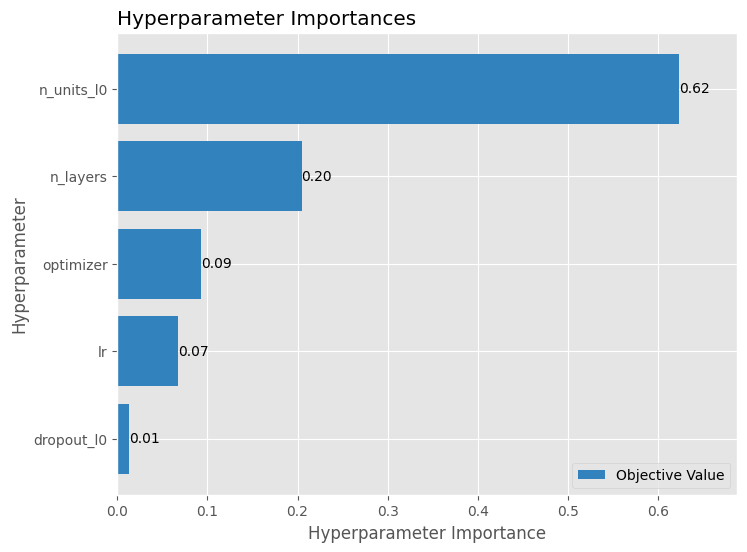 Hyperparameter Importances
Hyperparameter
n_units_l0
0.62
n_layers
0.20
optimizer
0.09
lr
0.07
dropout_l0
0.01
Objective Value
0.0 0.1 0.2 0.3 0.4 0.5 0.6
Hyperparameter Importance